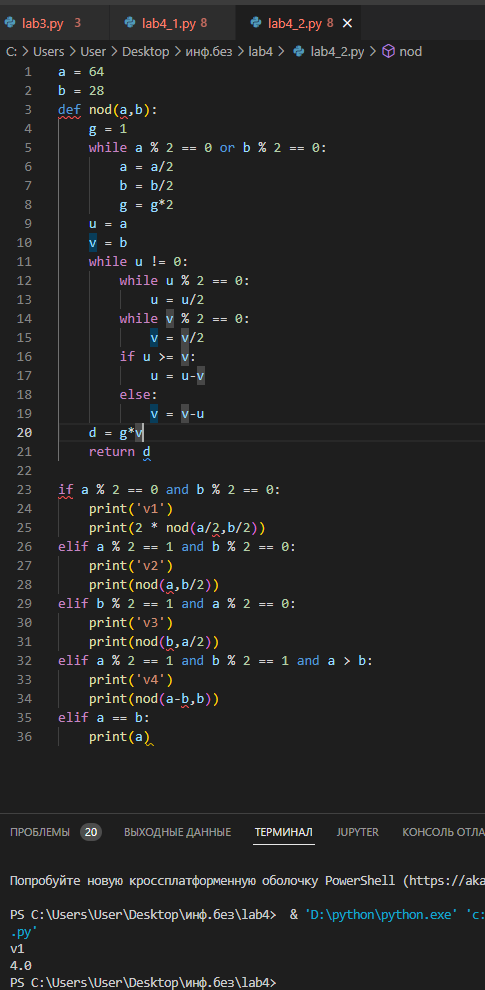 lab3.py 3 lab4_1.py 8 lab4_2.py 8 ×
C: > Users > User > Desktop > инф.без > lab4 > lab4_2.py > nod
1 a = 64
2 b = 28
3 def nod(a,b):
4     g = 1
5     while a % 2 == 0 or b % 2 == 0:
6         a = a/2
7         b = b/2
8         g = g*2
9     u = a
10     v = b
11     while u != 0:
12         while u % 2 == 0:
13             u = u/2
14         while v % 2 == 0:
15             v = v/2
16         if u >= v:
17             u = u-v
18         else:
19             v = v-u
20     d = g*v
21     return d
22
23 if a % 2 == 0 and b % 2 == 0:
24     print('v1')
25     print(2 * nod(a/2,b/2))
26 elif a % 2 == 1 and b % 2 == 0:
27     print('v2')
28     print(nod(a,b/2))
29 elif b % 2 == 1 and a % 2 == 0:
30     print('v3')
31     print(nod(b,a/2))
32 elif a % 2 == 1 and b % 2 == 1 and a > b:
33     print('v4')
34     print(nod(a-b,b))
35 elif a == b:
36     print(a)
ПРОБЛЕМЫ 20 ВЫХОДНЫЕ ДАННЫЕ ТЕРМИНАЛ JUPYTER КОНСОЛЬ ОТЛА
Попробуйте новую кроссплатформенную оболочку PowerShell (https://aka
PS C:\Users\User\Desktop\инф.без\lab4> & 'D:\python\python.exe' 'c:
.py'
v1
4.0
PS C:\Users\User\Desktop\инф.без\lab4>